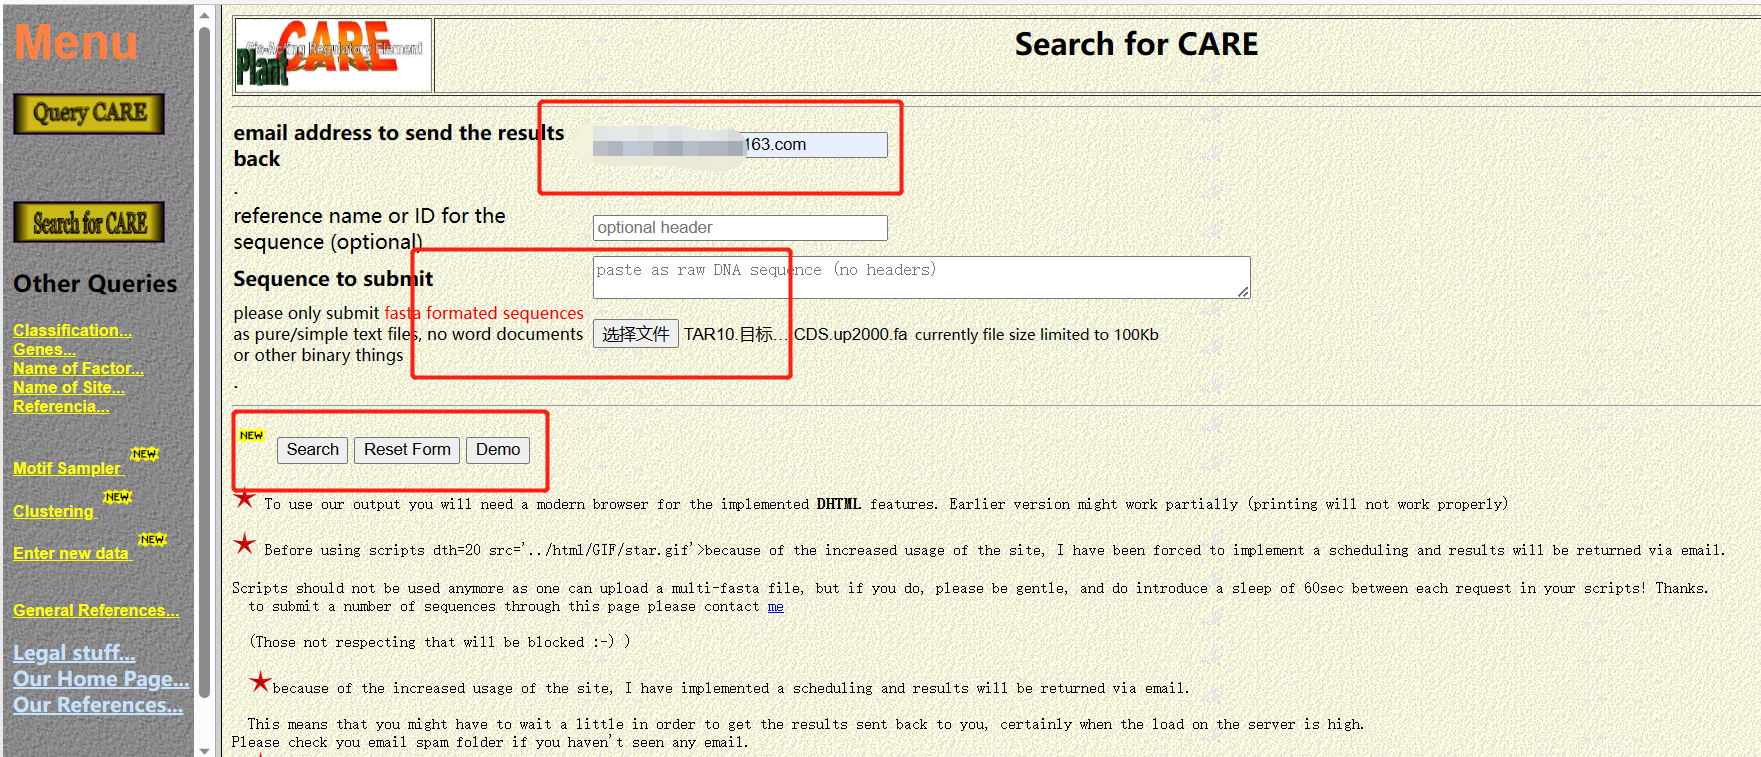 Menu
Query CARE
Search for CARE
Other Queries
Classification...
Genes...
Name of Factor...
Name of Site...
Referencia...
NEW
Motif Sampler
NEW
Clustering
NEW
Enter new data
General References...
Legal stuff...
Our Home Page...
Our References...
CARE
Cis-Acting Regulatory Element
Plant
Search for CARE
email address to send the results
back
163.com
.
reference name or ID for the
sequence (optional)
optional header
Sequence to submit
paste as raw DNA sequence (no headers)
please only submit fasta formated sequences
as pure/simple text files, no word documents
or other binary things
选择文件 TAR10.目标...CDS.up2000.fa currently file size limited to 100Kb
.
NEW
Search Reset Form Demo
To use our output you will need a modern browser for the implemented DHTML features. Earlier version might work partially (printing will not work properly)
Before using scripts dth=20 src='../html/GIF/star.gif'>because of the increased usage of the site, I have been forced to implement a scheduling and results will be returned via email.
Scripts should not be used anymore as one can upload a multi-fasta file, but if you do, please be gentle, and do introduce a sleep of 60sec between each request in your scripts! Thanks.
to submit a number of sequences through this page please contact me
(Those not respecting that will be blocked :-) )
because of the increased usage of the site, I have implemented a scheduling and results will be returned via email.
This means that you might have to wait a little in order to get the results sent back to you, certainly when the load on the server is high.
Please check you email spam folder if you haven't seen any email.